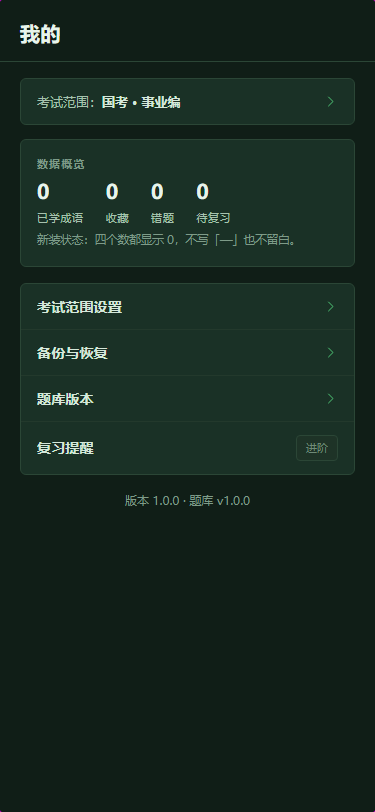 我的
考试范围：国考 • 事业编
数据概览
0 0 0 0
已学成语 收藏 错题 待复习
新装状态：四个数都显示 0，不写「—」也不留白。
考试范围设置
备份与恢复
题库版本
复习提醒 进阶
版本 1.0.0 · 题库 v1.0.0